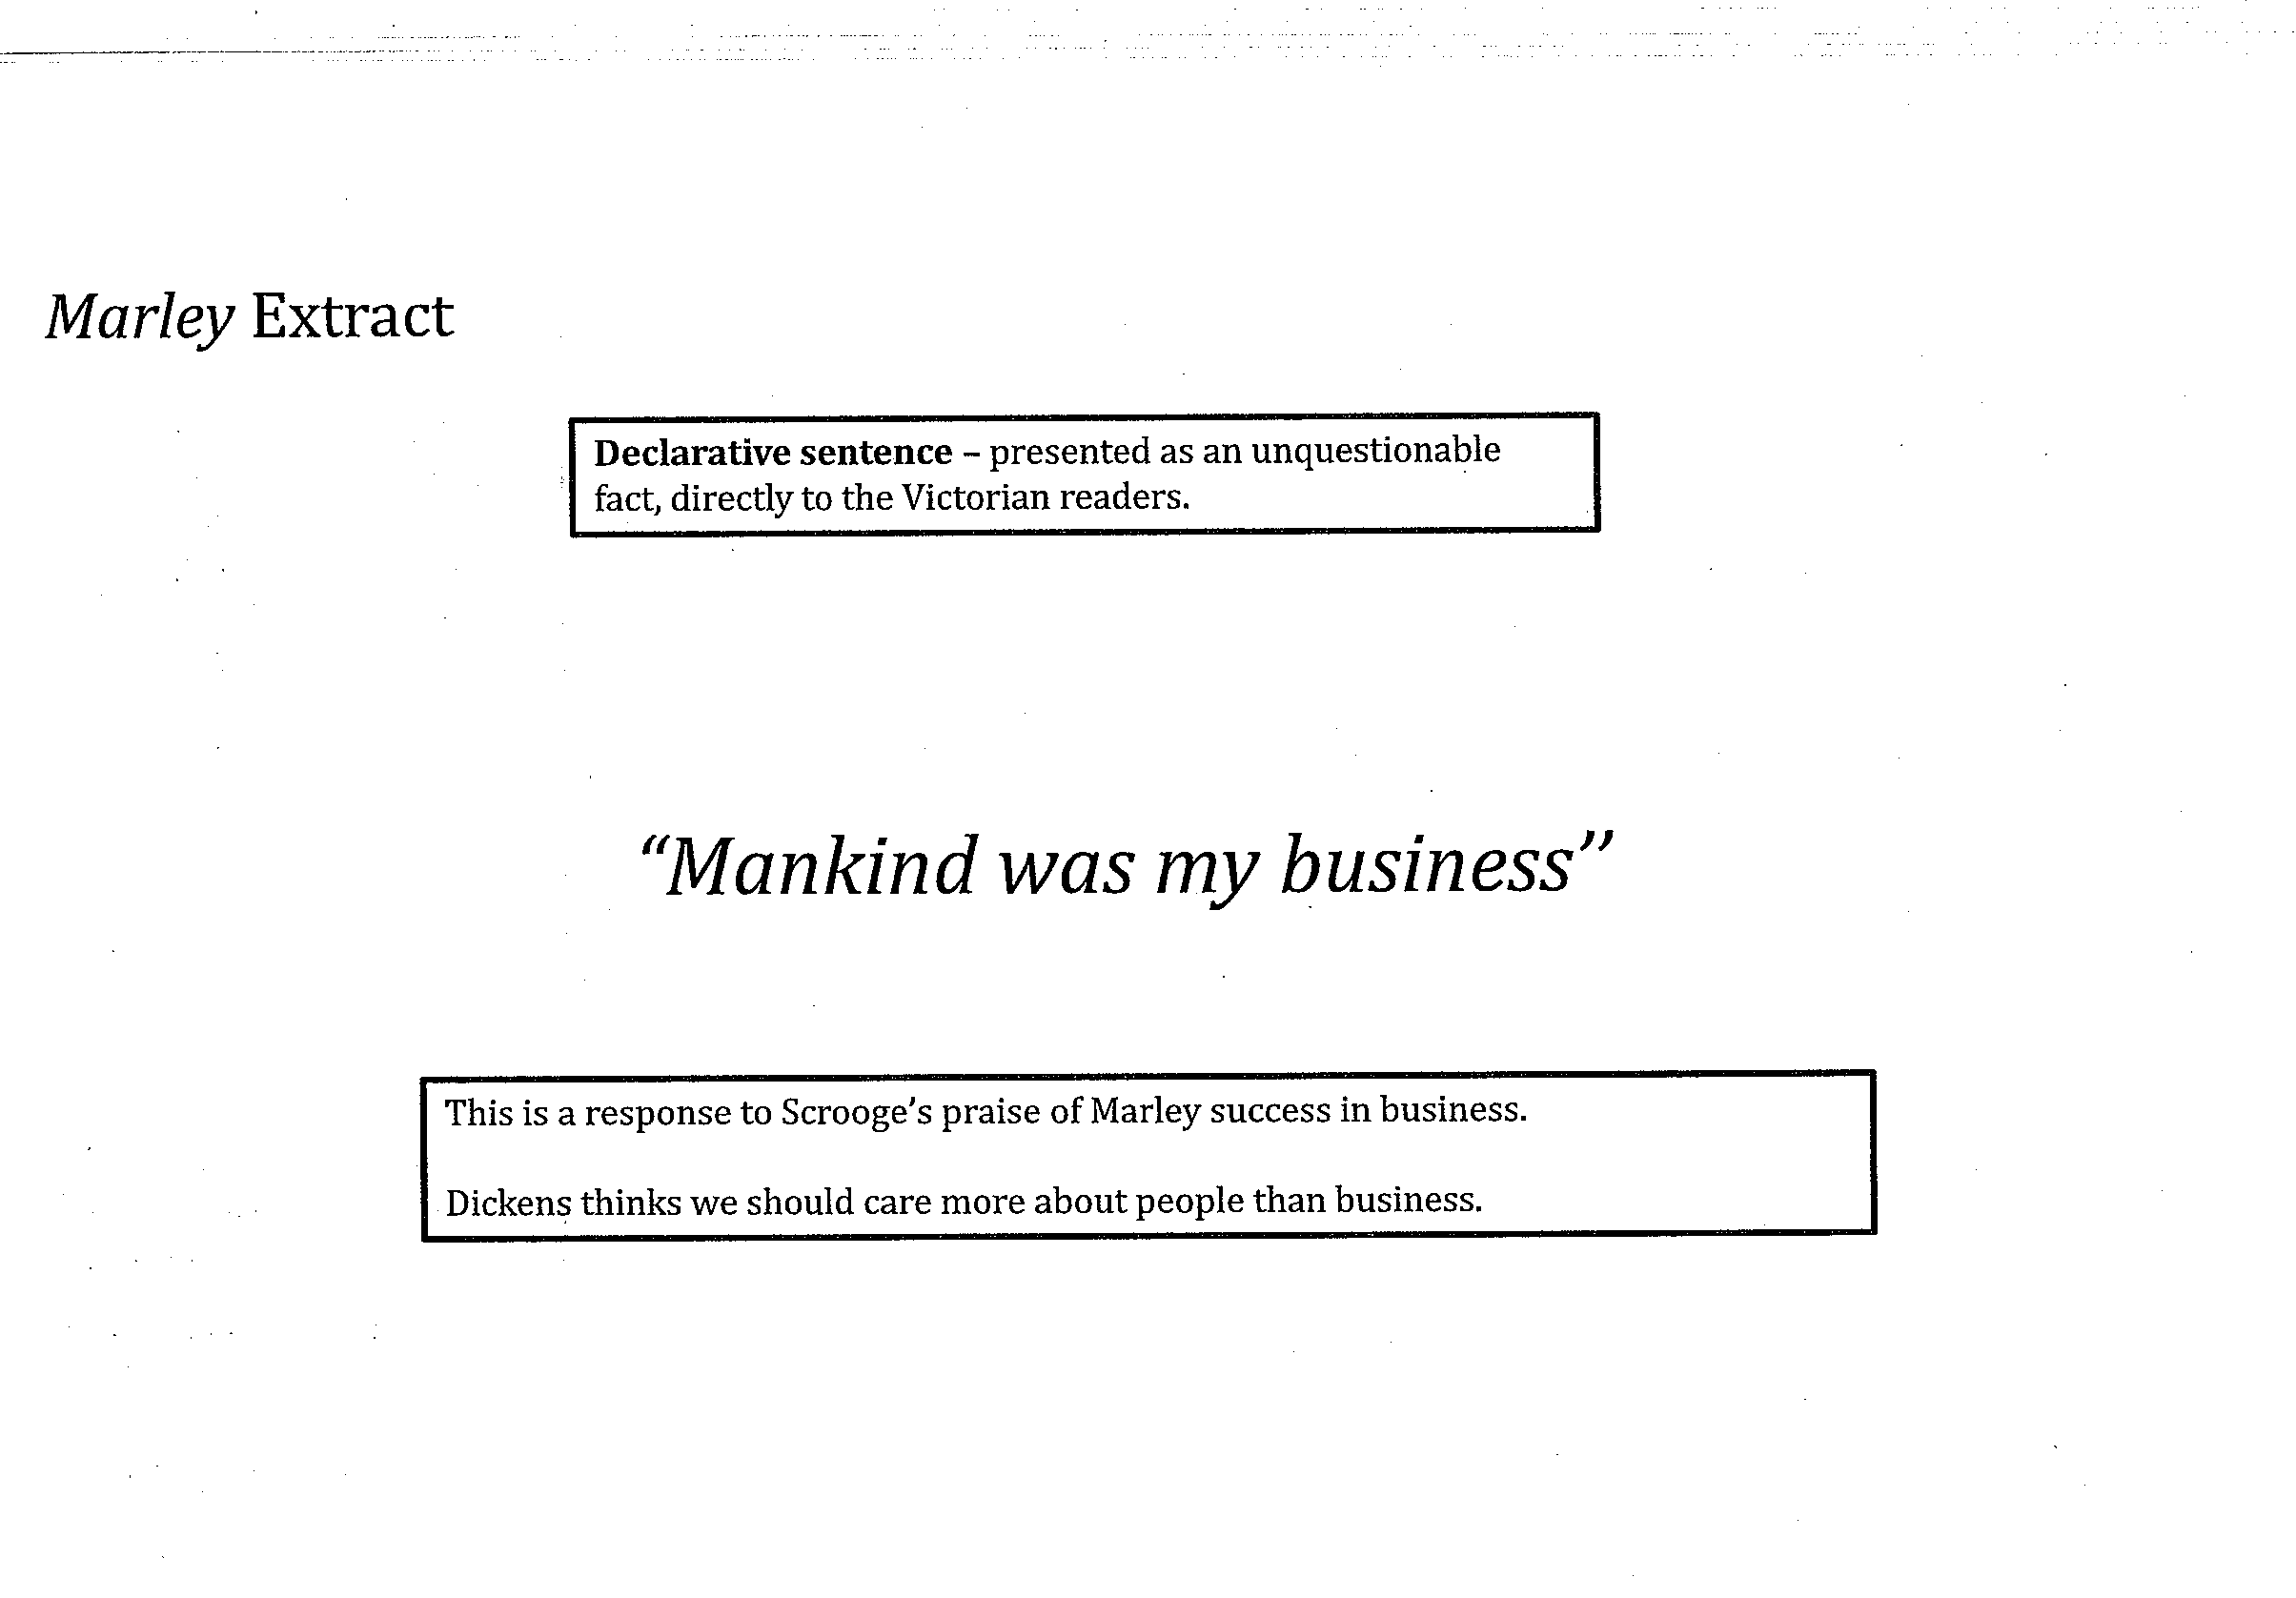 Marley Extract
Declarative sentence – presented as an unquestionable
fact, directly to the Victorian readers.
“Mankind was my business”
This is a response to Scrooge’s praise of Marley success in business.
Dickens thinks we should care more about people than business.